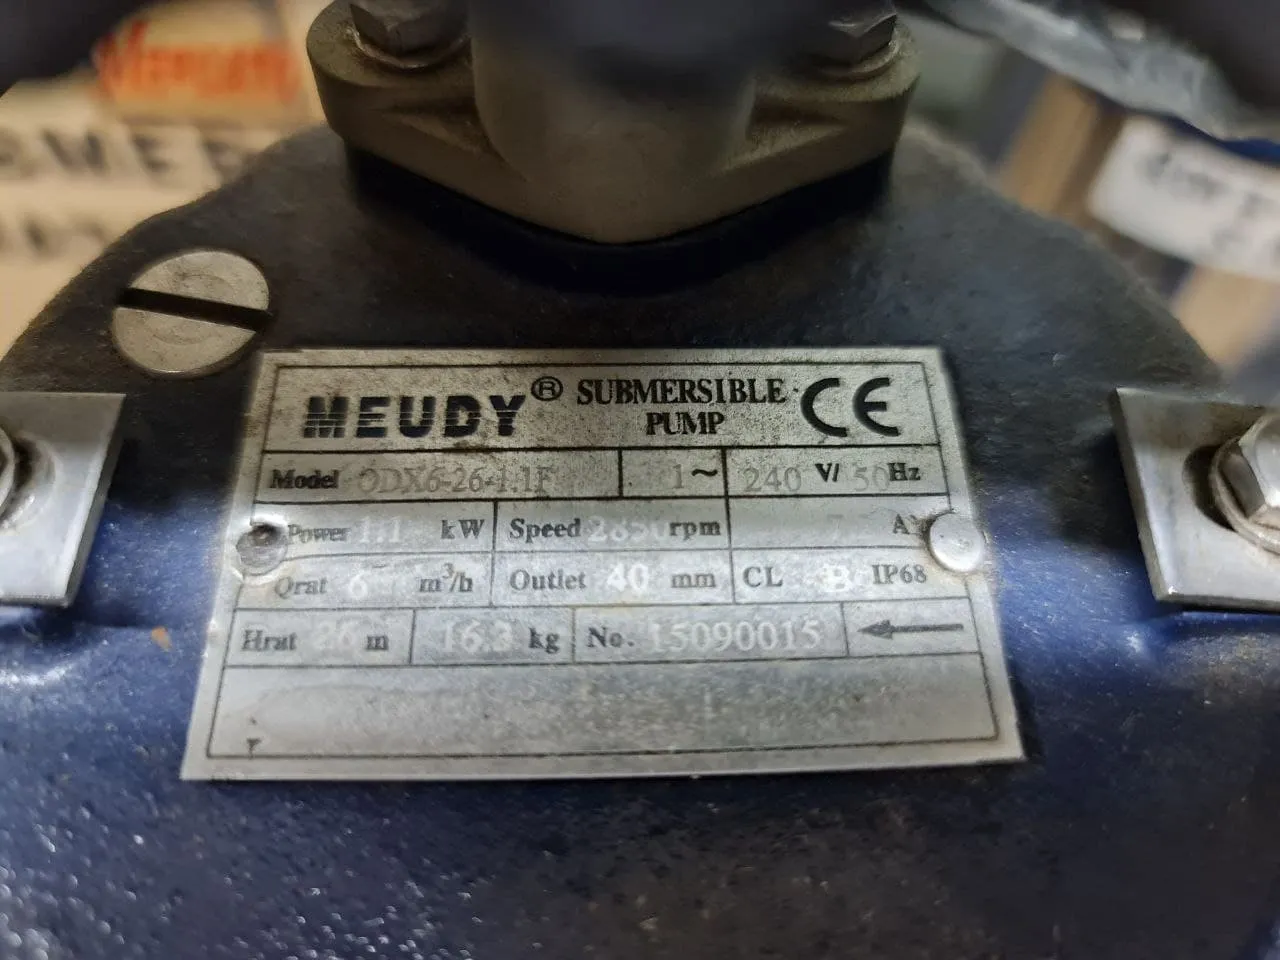 MEUDY® SUBMERSIBLE PUMP CE
Model QDX6-26-1.1F 1~ 240 V/ 50Hz
Power 1.1 kW Speed 2850 rpm 7 A
Qrat 6 m³/h Outlet 40 mm CL B IP68
Hrat 26 m 16.3 kg No. 15090015 ←